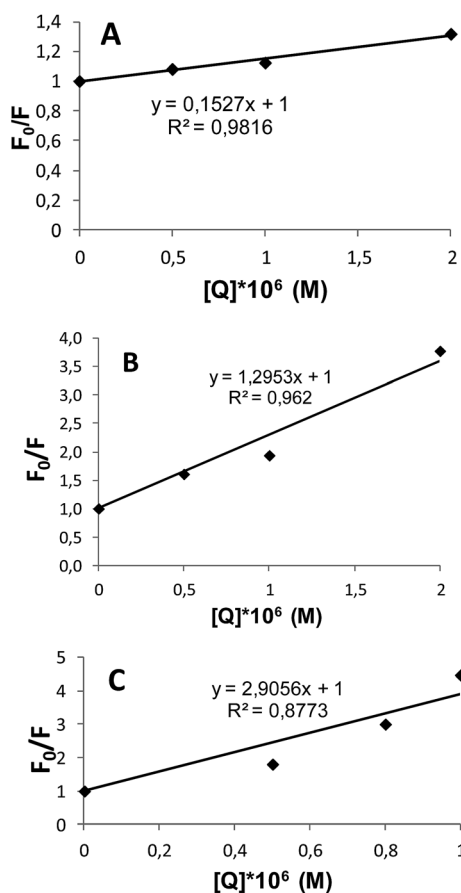 A
F₀/F
1,4
1,2
1
0,8
0,6
0,4
0,2
0
y = 0,1527x + 1
R² = 0,9816
0 0,5 1 1,5 2
[Q]*10⁶ (M)
B
F₀/F
4,0
3,5
3,0
2,5
2,0
1,5
1,0
0,5
0,0
y = 1,2953x + 1
R² = 0,962
0 0,5 1 1,5 2
[Q]*10⁶ (M)
C
F₀/F
5
4
3
2
1
0
y = 2,9056x + 1
R² = 0,8773
0 0,2 0,4 0,6 0,8 1
[Q]*10⁶ (M)